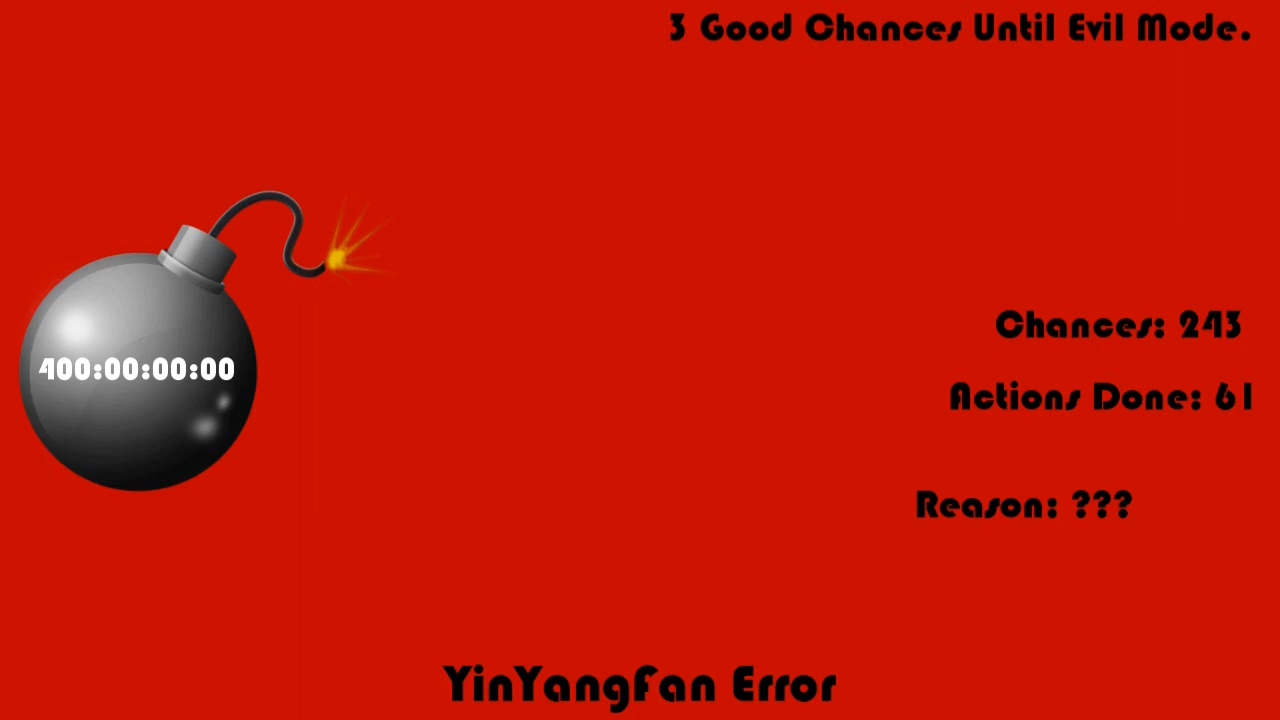 3 Good Chances Until Evil Mode.
400:00:00:00
Chances: 243
Actions Done: 61
Reason: ???
YinYangFan Error